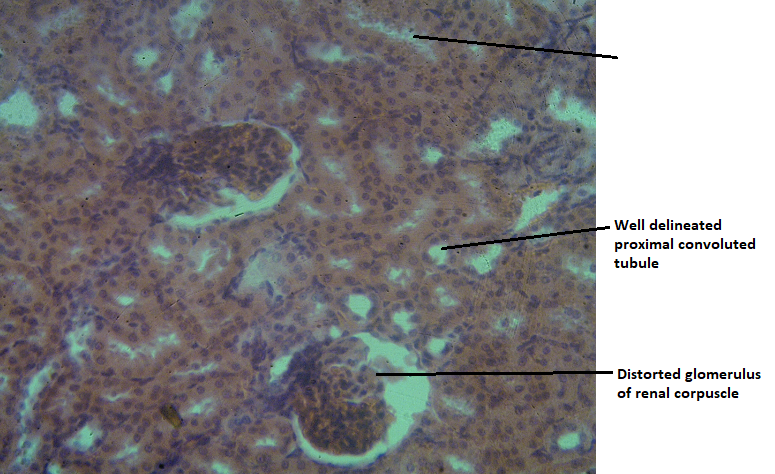 Well delineated
proximal convoluted
tubule
Distorted glomerulus
of renal corpuscle